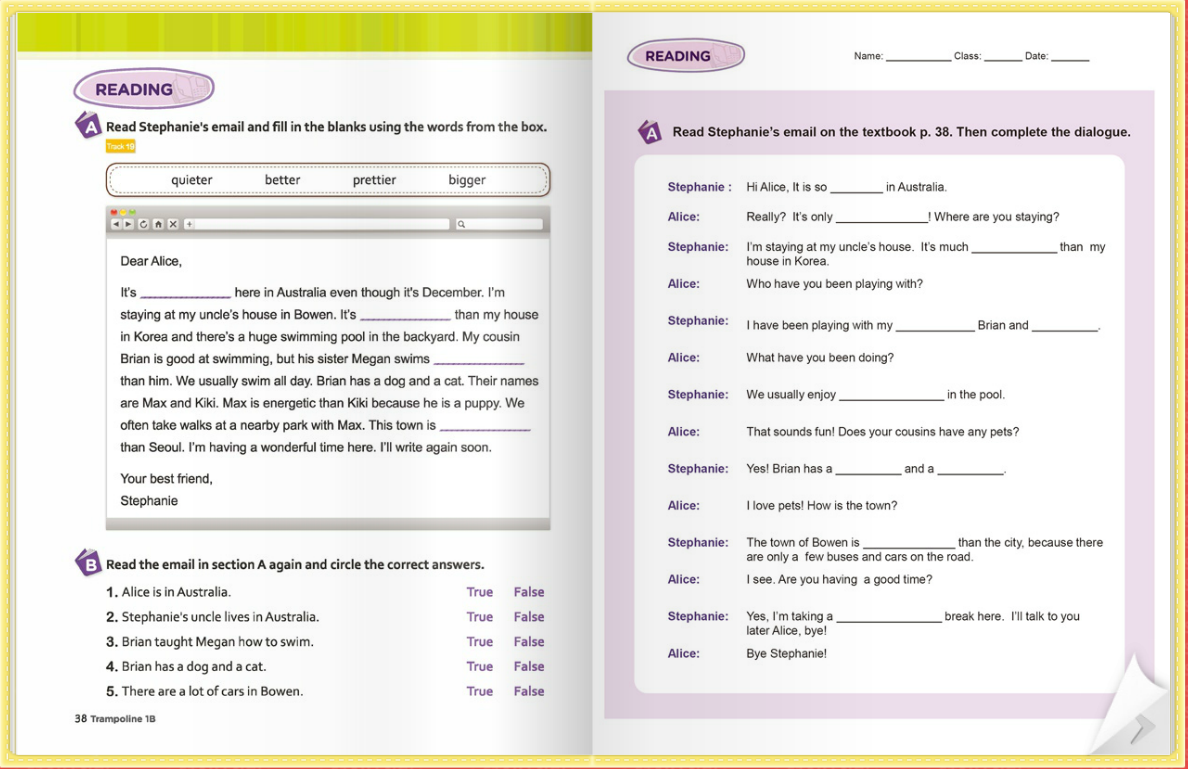 READING
A Read Stephanie's email and fill in the blanks using the words from the box.
Track 19
quieter better prettier bigger
Dear Alice,
It's ______________ here in Australia even though it's December. I'm
staying at my uncle's house in Bowen. It's ______________ than my house
in Korea and there's a huge swimming pool in the backyard. My cousin
Brian is good at swimming, but his sister Megan swims ______________
than him. We usually swim all day. Brian has a dog and a cat. Their names
are Max and Kiki. Max is energetic than Kiki because he is a puppy. We
often take walks at a nearby park with Max. This town is ______________
than Seoul. I'm having a wonderful time here. I'll write again soon.
Your best friend,
Stephanie
B Read the email in section A again and circle the correct answers.
1. Alice is in Australia. True False
2. Stephanie's uncle lives in Australia. True False
3. Brian taught Megan how to swim. True False
4. Brian has a dog and a cat. True False
5. There are a lot of cars in Bowen. True False
38 Trampoline 1B
READING
Name: ___________ Class: ______ Date: ______
A Read Stephanie's email on the textbook p. 38. Then complete the dialogue.
Stephanie : Hi Alice, It is so ________ in Australia.
Alice: Really? It's only ______________! Where are you staying?
Stephanie: I'm staying at my uncle's house. It's much _____________ than my
house in Korea.
Alice: Who have you been playing with?
Stephanie: I have been playing with my ____________ Brian and __________.
Alice: What have you been doing?
Stephanie: We usually enjoy ________________ in the pool.
Alice: That sounds fun! Does your cousins have any pets?
Stephanie: Yes! Brian has a __________ and a __________.
Alice: I love pets! How is the town?
Stephanie: The town of Bowen is ______________ than the city, because there
are only a few buses and cars on the road.
Alice: I see. Are you having a good time?
Stephanie: Yes, I'm taking a ________________ break here. I'll talk to you
later Alice, bye!
Alice: Bye Stephanie!